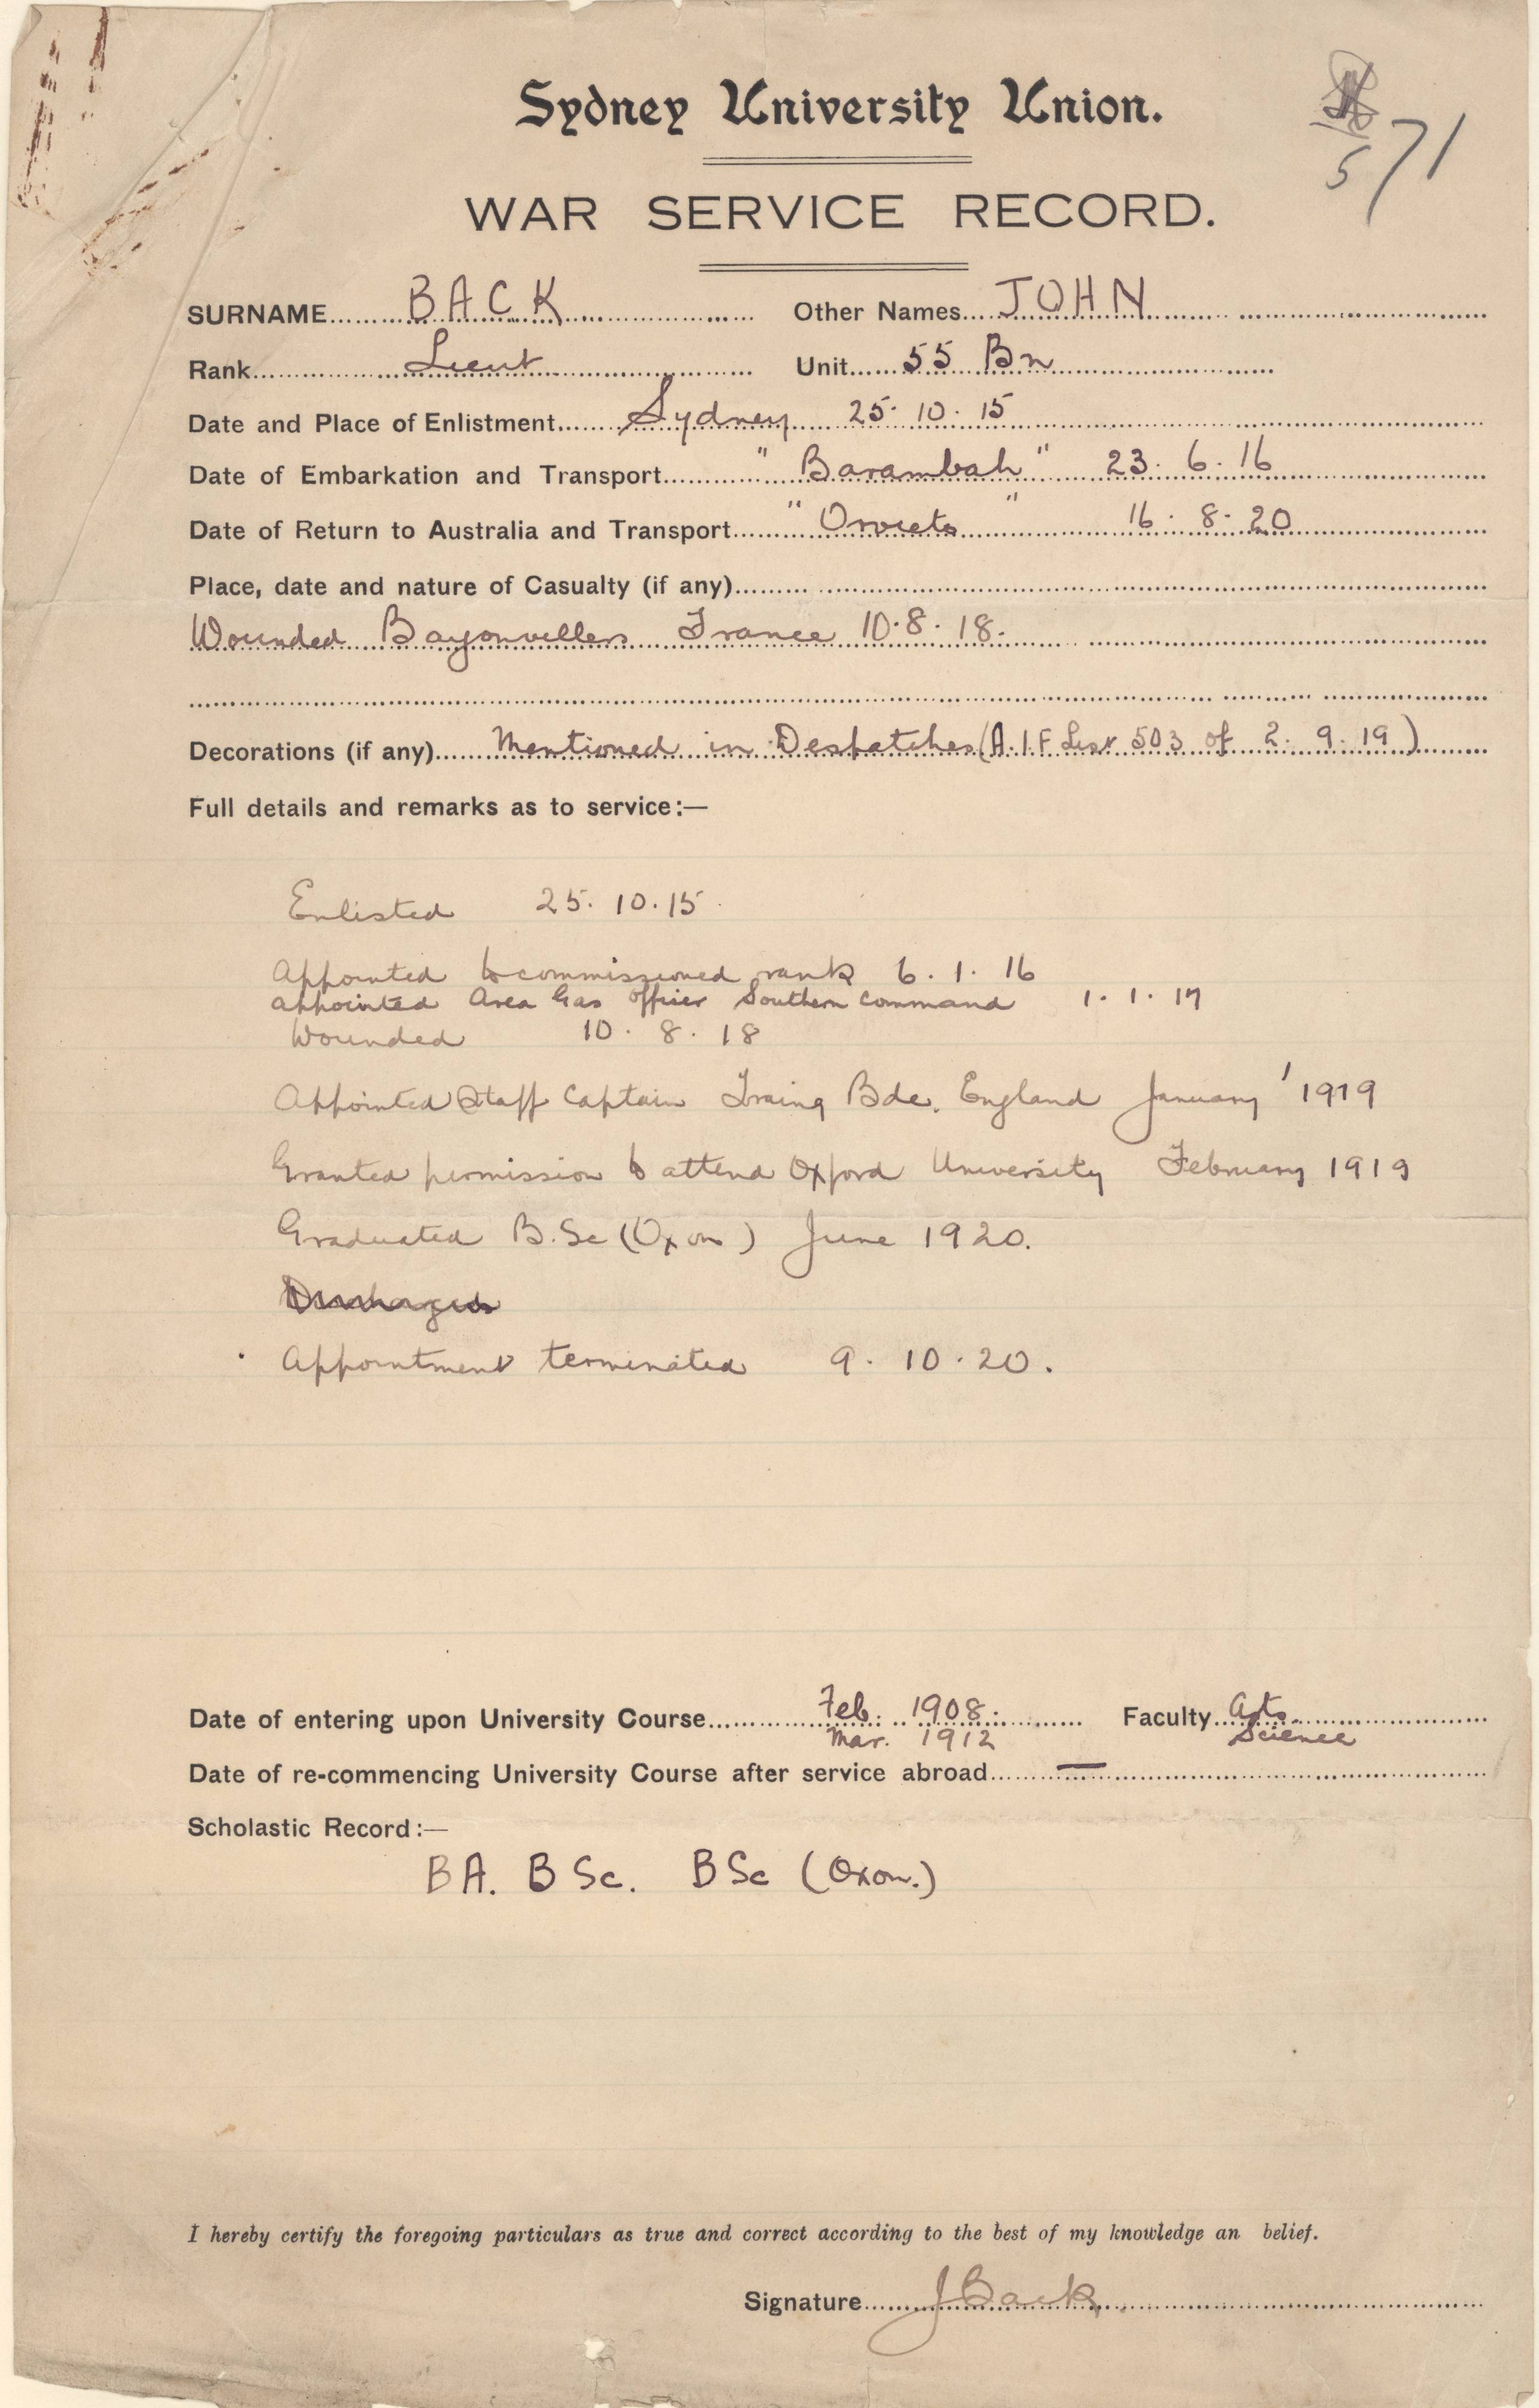 Sydney University Union.
571
WAR SERVICE RECORD.
SURNAME BACK Other Names JOHN
Rank Lieut Unit 55 Bn
Date and Place of Enlistment Sydney 25.10.15
Date of Embarkation and Transport "Barambah" 23.6.16
Date of Return to Australia and Transport "Orvieto" 16.8.20
Place, date and nature of Casualty (if any)
Wounded Bayonvillers France 10.8.18.
Decorations (if any) Mentioned in Despatches (A.I.F List 503 of 2.9.19)
Full details and remarks as to service:—
Enlisted 25.10.15.
Appointed to commissioned rank 6.1.16
appointed Area Gas Officer Southern Command 1.1.17
Wounded 10.8.18
Appointed Staff Captain Traing Bde. England January 1919
Granted permission to attend Oxford University February 1919
Graduated B.Sc (Oxon) June 1920.
Appointment terminated 9.10.20.
Date of entering upon University Course Feb. 1908. Faculty Arts
Mar. 1912 Science
Date of re-commencing University Course after service abroad —
Scholastic Record:—
BA. BSc. BSc (Oxon.)
I hereby certify the foregoing particulars as true and correct according to the best of my knowledge an belief.
Signature JBack